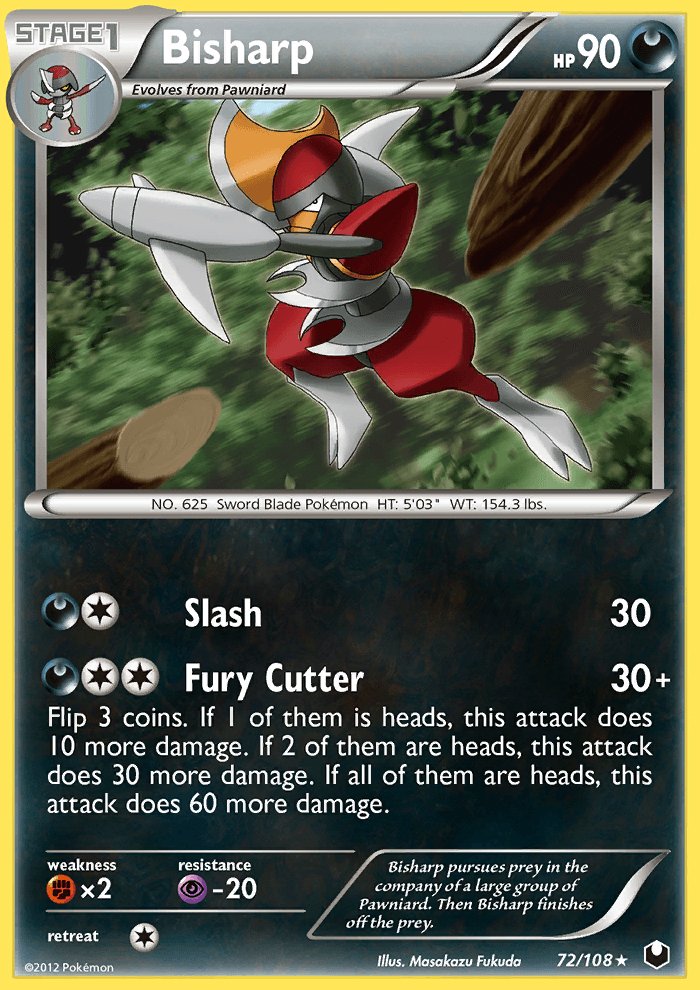 STAGE1
Bisharp
HP 90
Evolves from Pawniard
NO. 625 Sword Blade Pokémon HT: 5'03" WT: 154.3 lbs.
Slash 30
Fury Cutter 30+
Flip 3 coins. If 1 of them is heads, this attack does
10 more damage. If 2 of them are heads, this attack
does 30 more damage. If all of them are heads, this
attack does 60 more damage.
weakness
×2
resistance
-20
retreat
Bisharp pursues prey in the
company of a large group of
Pawniard. Then Bisharp finishes
off the prey.
©2012 Pokémon
Illus. Masakazu Fukuda
72/108 ★